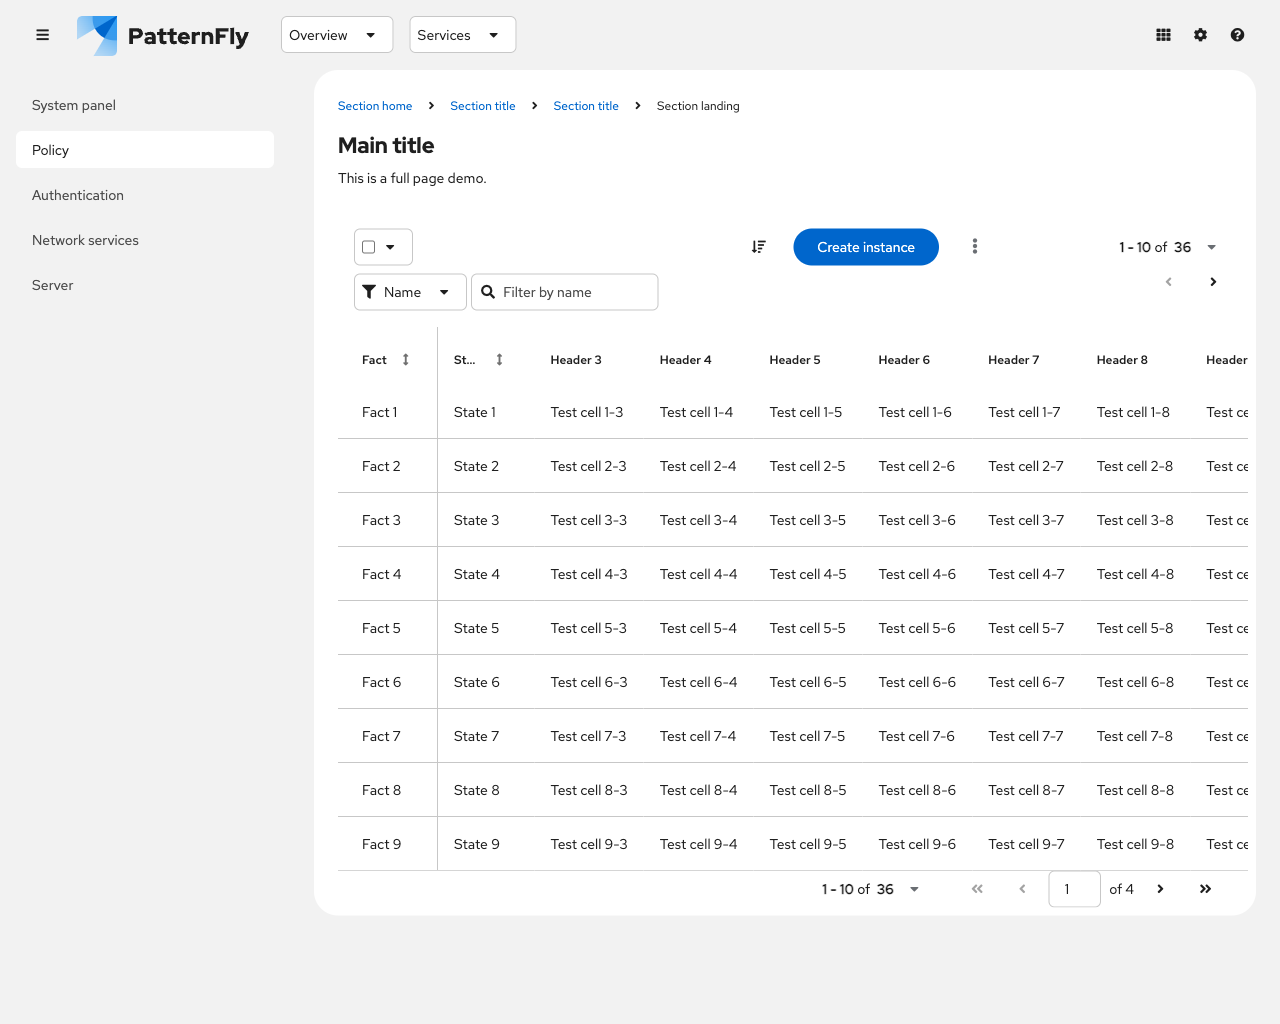 PatternFly
Overview
Services
System panel
Policy
Authentication
Network services
Server
Section home
Section title
Section title
Section landing
Main title
This is a full page demo.
Create instance
1 - 10 of 36
Name
Filter by name
Fact St... Header 3 Header 4 Header 5 Header 6 Header 7 Header 8 Header
Fact 1 State 1 Test cell 1-3 Test cell 1-4 Test cell 1-5 Test cell 1-6 Test cell 1-7 Test cell 1-8 Test ce
Fact 2 State 2 Test cell 2-3 Test cell 2-4 Test cell 2-5 Test cell 2-6 Test cell 2-7 Test cell 2-8 Test ce
Fact 3 State 3 Test cell 3-3 Test cell 3-4 Test cell 3-5 Test cell 3-6 Test cell 3-7 Test cell 3-8 Test ce
Fact 4 State 4 Test cell 4-3 Test cell 4-4 Test cell 4-5 Test cell 4-6 Test cell 4-7 Test cell 4-8 Test ce
Fact 5 State 5 Test cell 5-3 Test cell 5-4 Test cell 5-5 Test cell 5-6 Test cell 5-7 Test cell 5-8 Test ce
Fact 6 State 6 Test cell 6-3 Test cell 6-4 Test cell 6-5 Test cell 6-6 Test cell 6-7 Test cell 6-8 Test ce
Fact 7 State 7 Test cell 7-3 Test cell 7-4 Test cell 7-5 Test cell 7-6 Test cell 7-7 Test cell 7-8 Test ce
Fact 8 State 8 Test cell 8-3 Test cell 8-4 Test cell 8-5 Test cell 8-6 Test cell 8-7 Test cell 8-8 Test ce
Fact 9 State 9 Test cell 9-3 Test cell 9-4 Test cell 9-5 Test cell 9-6 Test cell 9-7 Test cell 9-8 Test ce
1 - 10 of 36 1 of 4